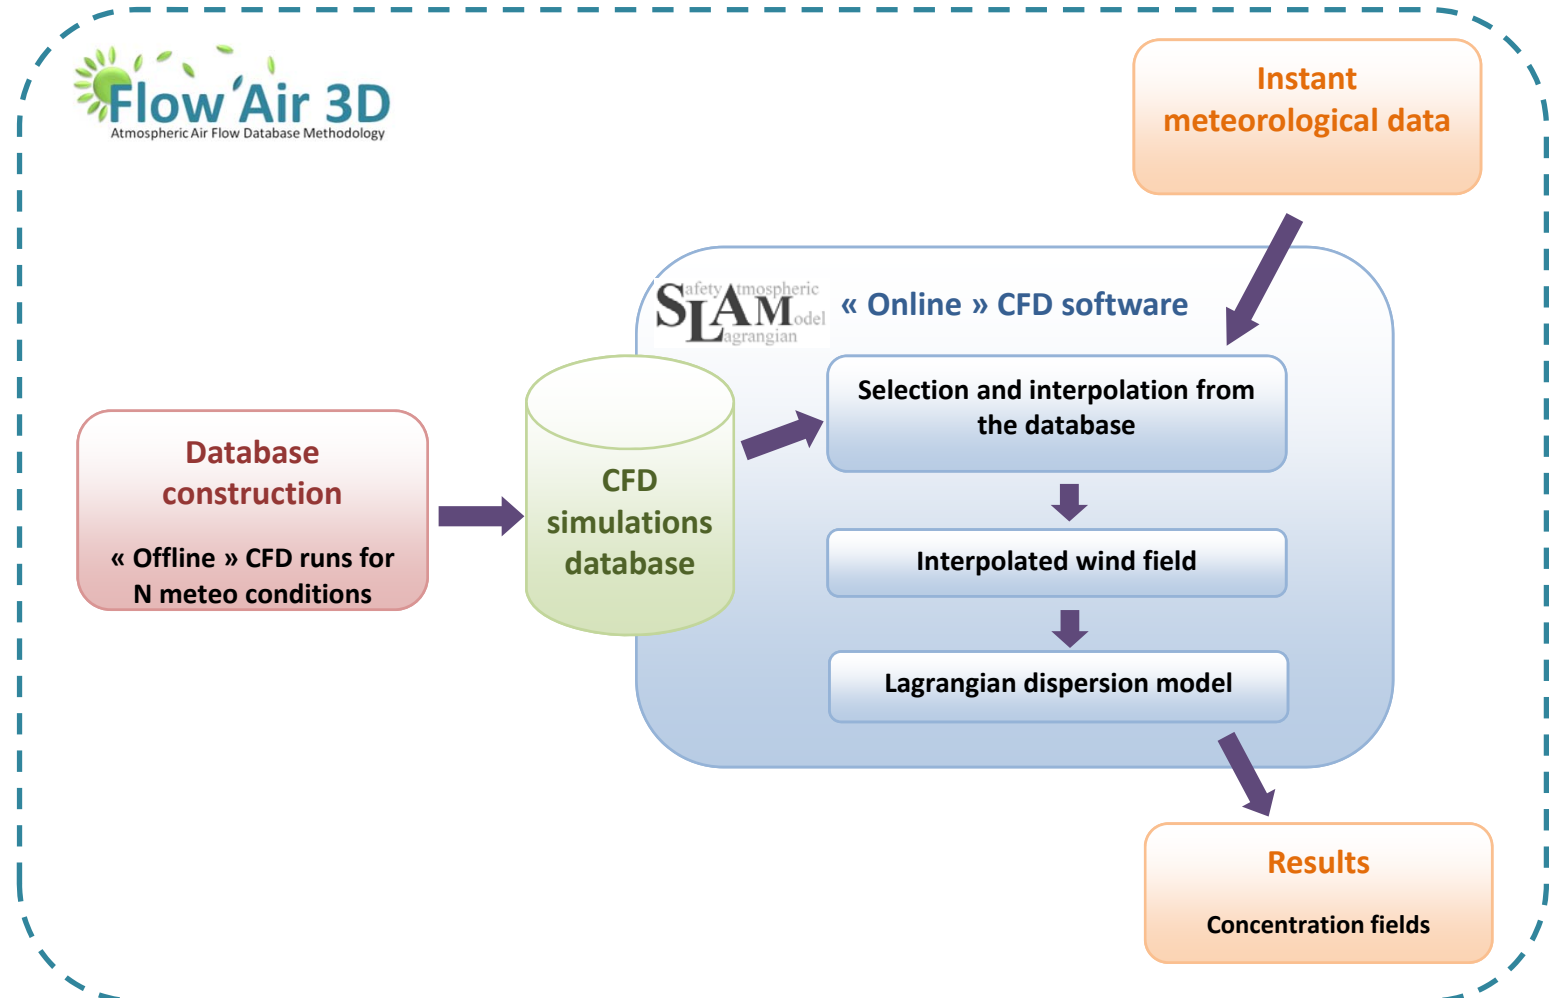 Flow'Air 3D
Atmospheric Air Flow Database Methodology
Instant
meteorological data
Safety Atmospheric
SLAM odel
Lagrangian
« Online » CFD software
Selection and interpolation from
the database
Database
construction
« Offline » CFD runs for
N meteo conditions
CFD
simulations
database
Interpolated wind field
Lagrangian dispersion model
Results
Concentration fields